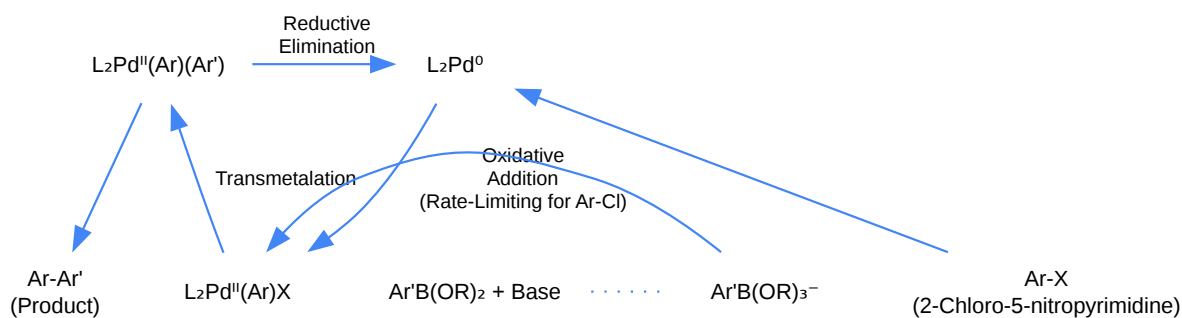 Reductive
Elimination
L₂Pdᴵᴵ(Ar)(Ar')
L₂Pd⁰
Transmetalation
Oxidative
Addition
(Rate-Limiting for Ar-Cl)
Ar-Ar'
(Product)
L₂Pdᴵᴵ(Ar)X
Ar'B(OR)₂ + Base
Ar'B(OR)₃⁻
Ar-X
(2-Chloro-5-nitropyrimidine)